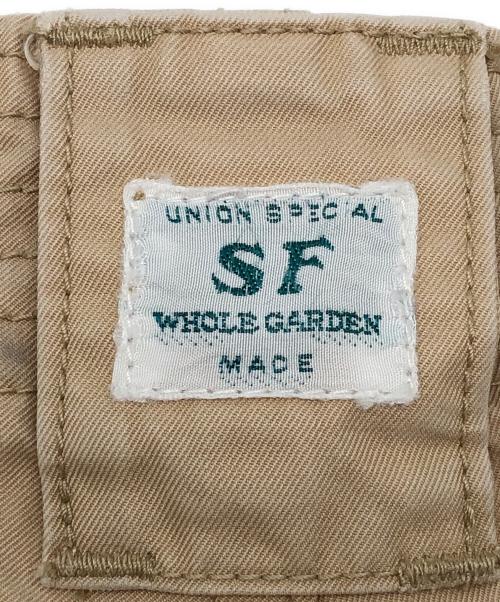 UNION SPECIAL
SF
WHOLE GARDEN
MADE